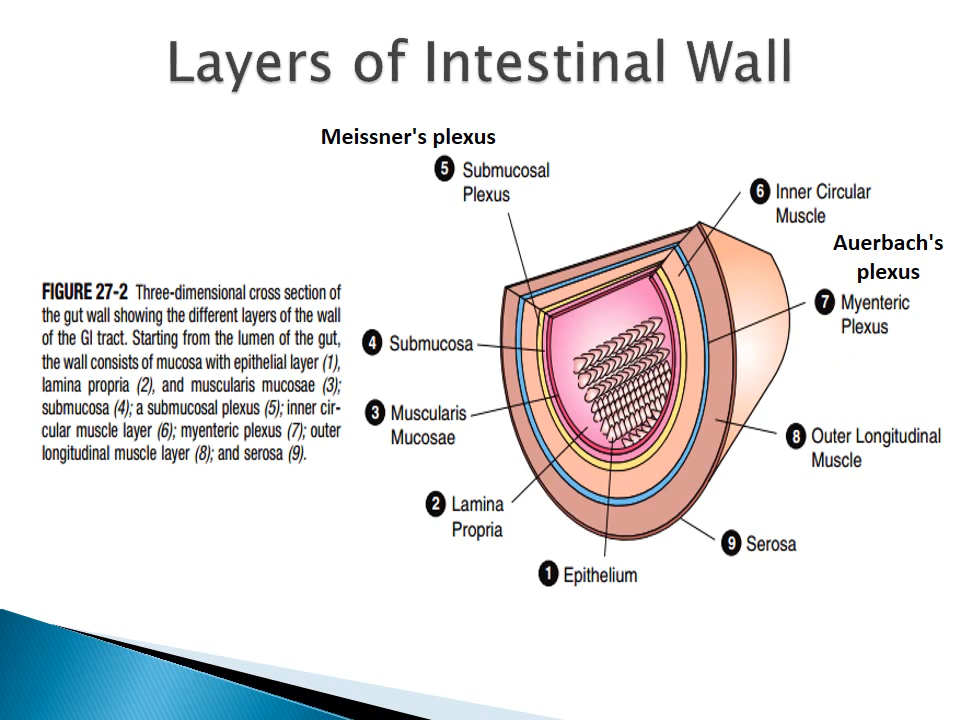 Layers of Intestinal Wall
Meissner's plexus
5 Submucosal
Plexus
6 Inner Circular
Muscle
Auerbach's
plexus
7 Myenteric
Plexus
FIGURE 27-2 Three-dimensional cross section of
the gut wall showing the different layers of the wall
of the GI tract. Starting from the lumen of the gut,
the wall consists of mucosa with epithelial layer (1),
lamina propria (2), and muscularis mucosae (3);
submucosa (4); a submucosal plexus (5); inner cir-
cular muscle layer (6); myenteric plexus (7); outer
longitudinal muscle layer (8); and serosa (9).
4 Submucosa
3 Muscularis
Mucosae
8 Outer Longitudinal
Muscle
2 Lamina
Propria
9 Serosa
1 Epithelium